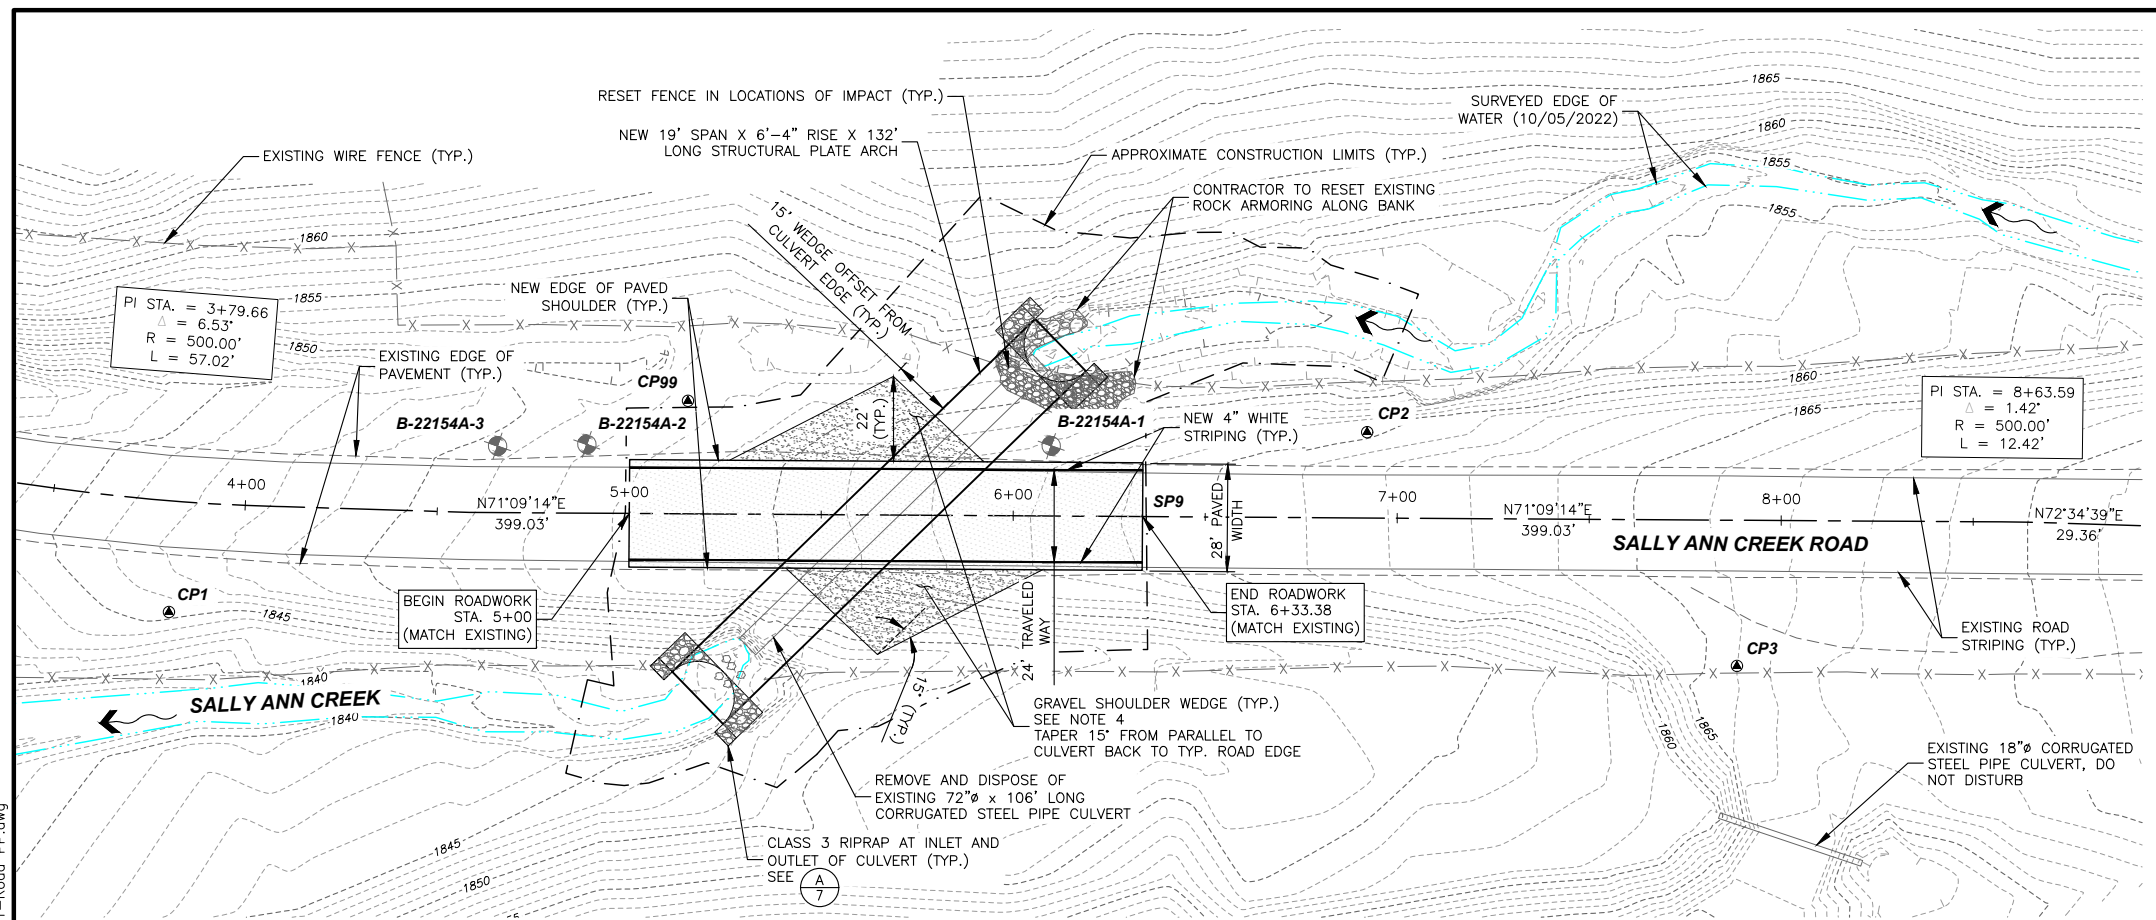 RESET FENCE IN LOCATIONS OF IMPACT (TYP.)
NEW 19' SPAN X 6'-4" RISE X 132'
LONG STRUCTURAL PLATE ARCH
EXISTING WIRE FENCE (TYP.)
APPROXIMATE CONSTRUCTION LIMITS (TYP.)
CONTRACTOR TO RESET EXISTING
ROCK ARMORING ALONG BANK
SURVEYED EDGE OF
WATER (10/05/2022)
1865
1860
1855
1855
1860
1855
1850
15' WEDGE OFFSET FROM
CULVERT EDGE (TYP.)
NEW EDGE OF PAVED
SHOULDER (TYP.)
PI STA. = 3+79.66
Δ = 6.53°
R = 500.00'
L = 57.02'
EXISTING EDGE OF
PAVEMENT (TYP.)
CP99
B-22154A-3
B-22154A-2
22'
(TYP.)
B-22154A-1
NEW 4" WHITE
STRIPING (TYP.)
CP2
1860
1865
PI STA. = 8+63.59
Δ = 1.42°
R = 500.00'
L = 12.42'
4+00
N71°09'14"E
399.03'
5+00
6+00
SP9
28' PAVED
WIDTH
7+00
N71°09'14"E
399.03'
8+00
N72°34'39"E
29.36'
SALLY ANN CREEK ROAD
CP1
1845
BEGIN ROADWORK
STA. 5+00
(MATCH EXISTING)
24' TRAVELED
WAY
END ROADWORK
STA. 6+33.38
(MATCH EXISTING)
EXISTING ROAD
STRIPING (TYP.)
CP3
1840
SALLY ANN CREEK
1840
15° (TYP.)
GRAVEL SHOULDER WEDGE (TYP.)
SEE NOTE 4
TAPER 15° FROM PARALLEL TO
CULVERT BACK TO TYP. ROAD EDGE
1860
1865
EXISTING 18"ø CORRUGATED
STEEL PIPE CULVERT, DO
NOT DISTURB
REMOVE AND DISPOSE OF
EXISTING 72"ø x 106' LONG
CORRUGATED STEEL PIPE CULVERT
CLASS 3 RIPRAP AT INLET AND
OUTLET OF CULVERT (TYP.)
SEE
A
7
1845
1850